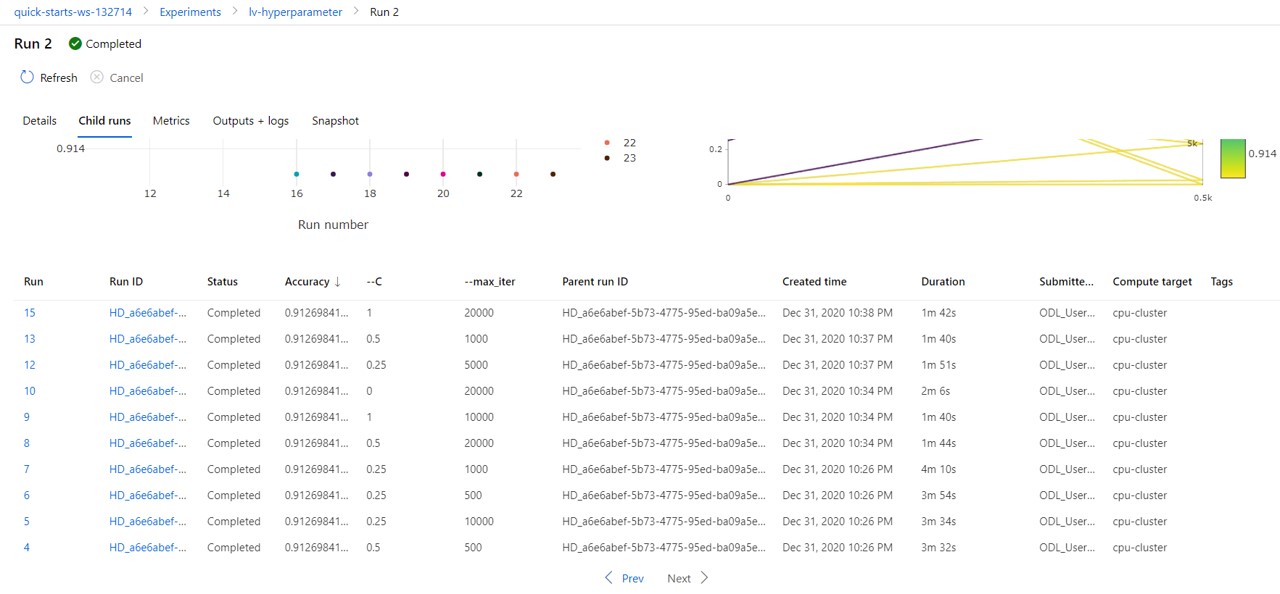 quick-starts-ws-132714 > Experiments > lv-hyperparameter > Run 2
Run 2 Completed
Refresh Cancel
Details Child runs Metrics Outputs + logs Snapshot
0.914
12 14 16 18 20 22
Run number
22
23
0.2
0
0 0.5k
5k
0.914
Run Run ID Status Accuracy ↓ --C --max_iter Parent run ID Created time Duration Submitte... Compute target Tags
15 HD_a6e6abef-... Completed 0.91269841... 1 20000 HD_a6e6abef-5b73-4775-95ed-ba09a5e... Dec 31, 2020 10:38 PM 1m 42s ODL_User... cpu-cluster
13 HD_a6e6abef-... Completed 0.91269841... 0.5 1000 HD_a6e6abef-5b73-4775-95ed-ba09a5e... Dec 31, 2020 10:37 PM 1m 40s ODL_User... cpu-cluster
12 HD_a6e6abef-... Completed 0.91269841... 0.25 5000 HD_a6e6abef-5b73-4775-95ed-ba09a5e... Dec 31, 2020 10:37 PM 1m 51s ODL_User... cpu-cluster
10 HD_a6e6abef-... Completed 0.91269841... 0 20000 HD_a6e6abef-5b73-4775-95ed-ba09a5e... Dec 31, 2020 10:34 PM 2m 6s ODL_User... cpu-cluster
9 HD_a6e6abef-... Completed 0.91269841... 1 10000 HD_a6e6abef-5b73-4775-95ed-ba09a5e... Dec 31, 2020 10:34 PM 1m 40s ODL_User... cpu-cluster
8 HD_a6e6abef-... Completed 0.91269841... 0.5 20000 HD_a6e6abef-5b73-4775-95ed-ba09a5e... Dec 31, 2020 10:34 PM 1m 44s ODL_User... cpu-cluster
7 HD_a6e6abef-... Completed 0.91269841... 0.25 1000 HD_a6e6abef-5b73-4775-95ed-ba09a5e... Dec 31, 2020 10:26 PM 4m 10s ODL_User... cpu-cluster
6 HD_a6e6abef-... Completed 0.91269841... 0.25 500 HD_a6e6abef-5b73-4775-95ed-ba09a5e... Dec 31, 2020 10:26 PM 3m 54s ODL_User... cpu-cluster
5 HD_a6e6abef-... Completed 0.91269841... 0.25 10000 HD_a6e6abef-5b73-4775-95ed-ba09a5e... Dec 31, 2020 10:26 PM 3m 34s ODL_User... cpu-cluster
4 HD_a6e6abef-... Completed 0.91269841... 0.5 500 HD_a6e6abef-5b73-4775-95ed-ba09a5e... Dec 31, 2020 10:26 PM 3m 32s ODL_User... cpu-cluster
< Prev Next >